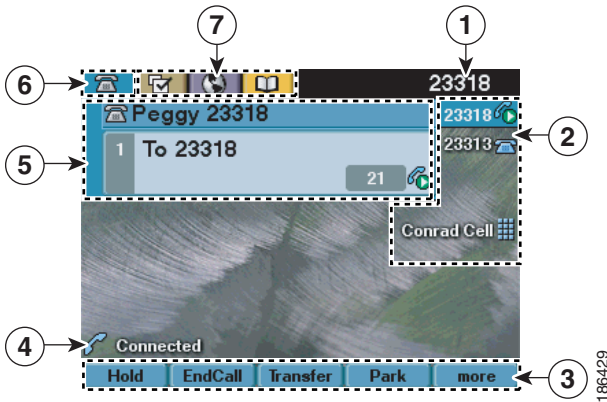 7
1
6
23318
Peggy 23318
23318
2
1 To 23318
23313
5
21
Conrad Cell
4
Connected
Hold EndCall Transfer Park more
3
186429